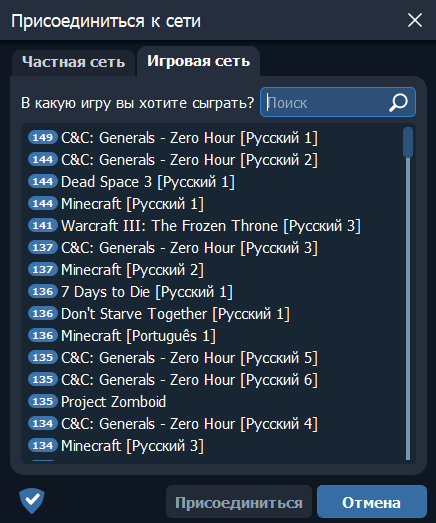 Присоединиться к сети
Частная сеть Игровая сеть
В какую игру вы хотите сыграть? Поиск
149 C&C: Generals - Zero Hour [Русский 1]
144 C&C: Generals - Zero Hour [Русский 2]
144 Dead Space 3 [Русский 1]
144 Minecraft [Русский 1]
141 Warcraft III: The Frozen Throne [Русский 3]
137 C&C: Generals - Zero Hour [Русский 3]
137 Minecraft [Русский 2]
136 7 Days to Die [Русский 1]
136 Don't Starve Together [Русский 1]
136 Minecraft [Português 1]
135 C&C: Generals - Zero Hour [Русский 5]
135 C&C: Generals - Zero Hour [Русский 6]
135 Project Zomboid
134 C&C: Generals - Zero Hour [Русский 4]
134 Minecraft [Русский 3]
Присоединиться Отмена